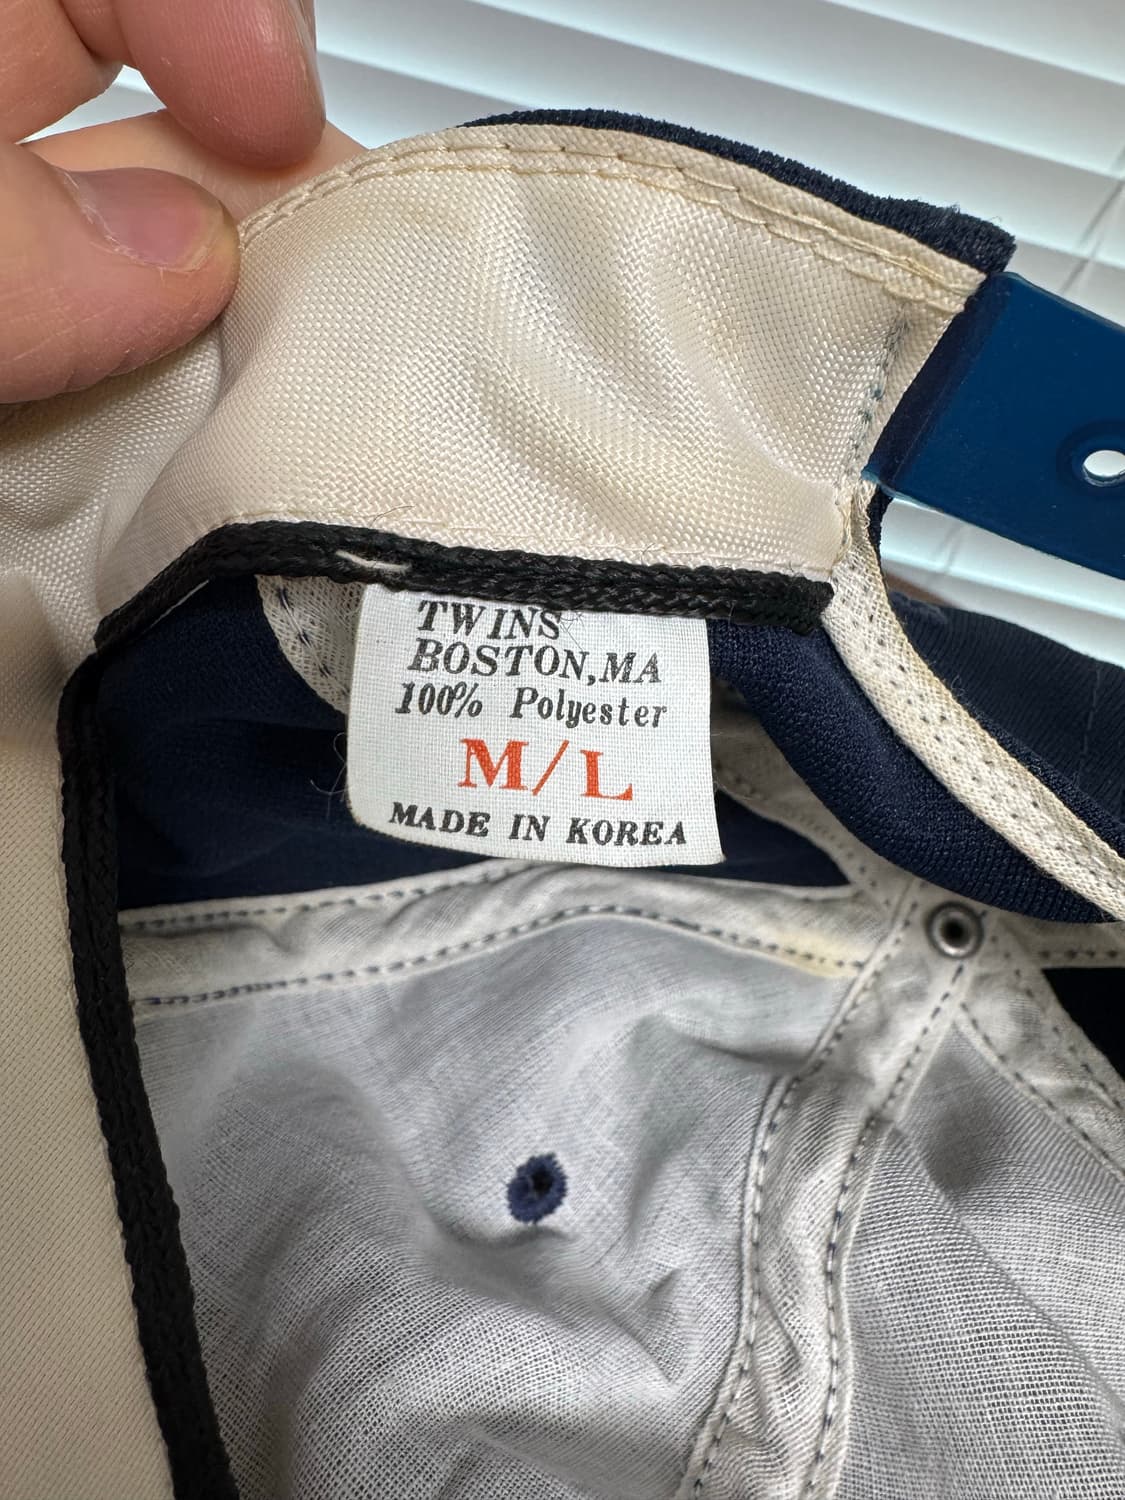 TWINS
BOSTON,MA
100% Polyester
M/L
MADE IN KOREA